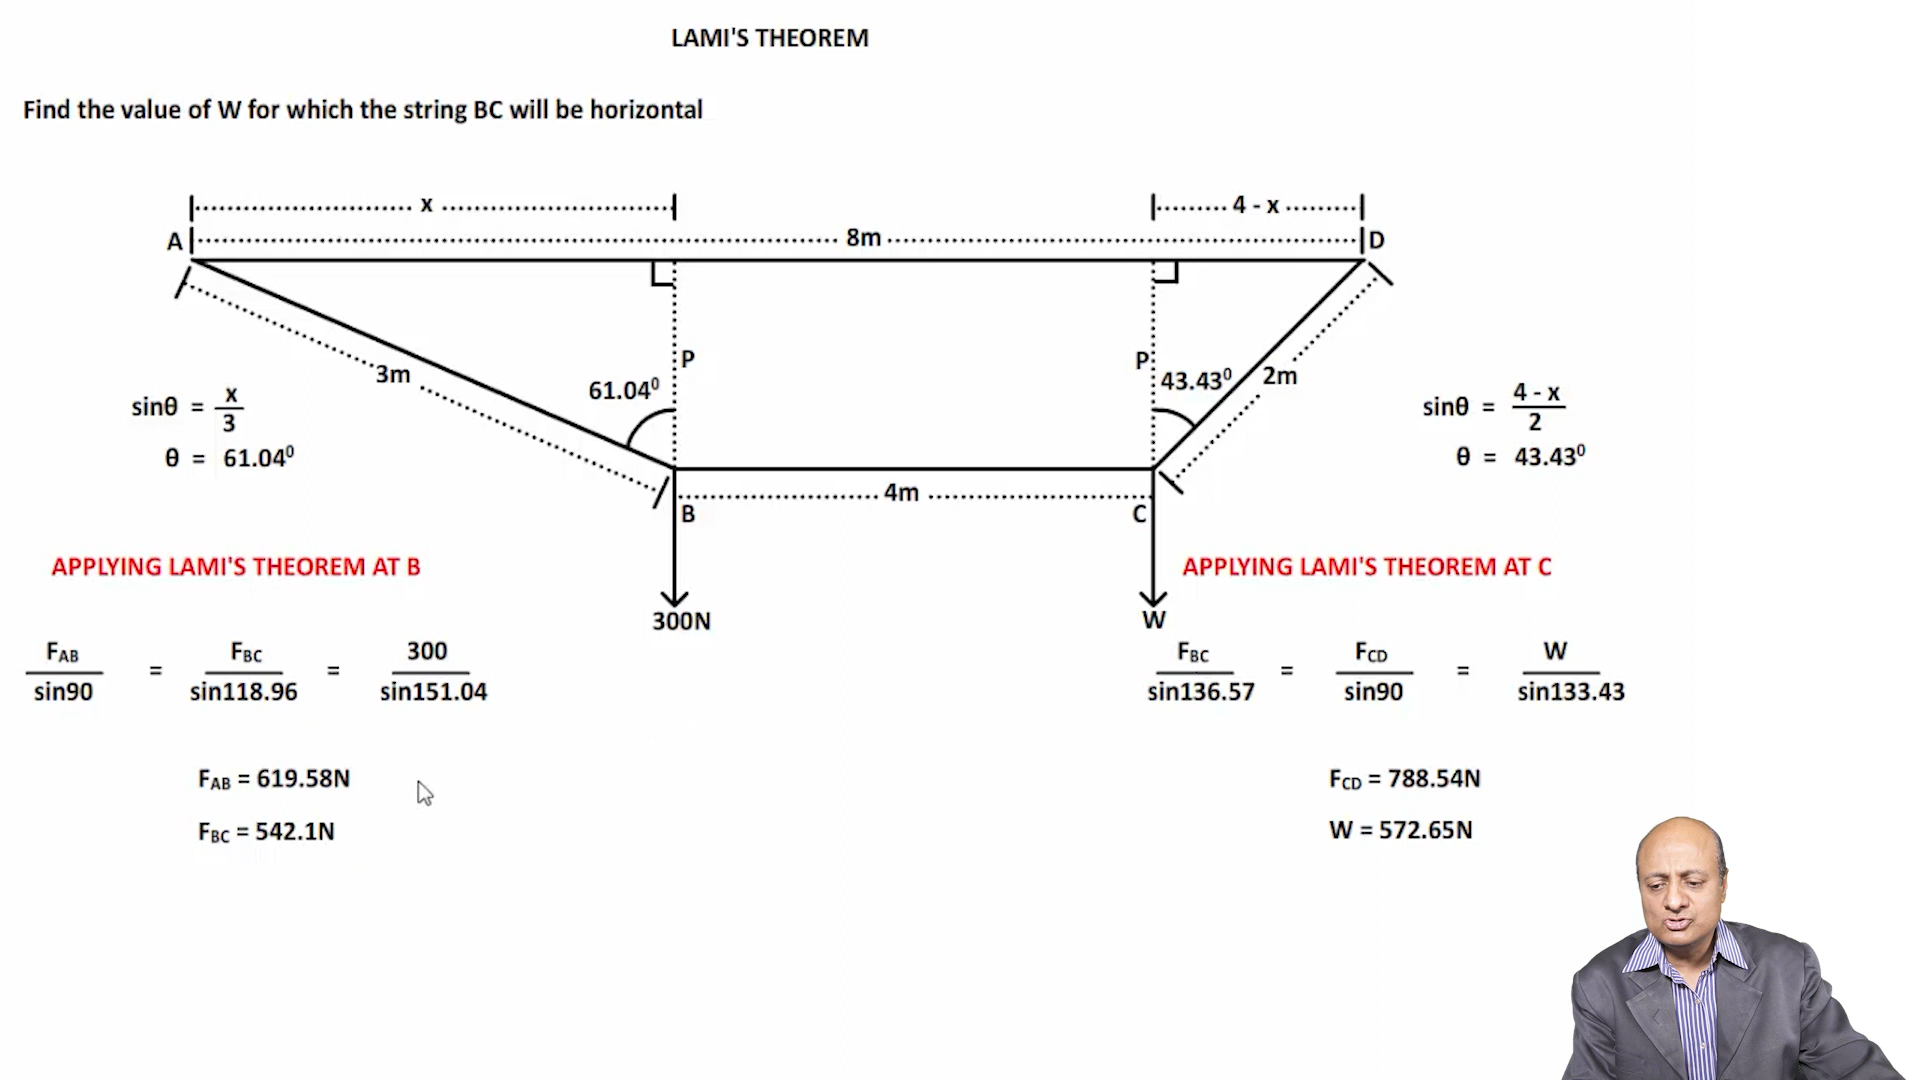 LAMI'S THEOREM
Find the value of W for which the string BC will be horizontal
x
4 - x
A
8m
D
P
P
61.04⁰
43.43⁰
3m
2m
sinθ = x/3
θ = 61.04⁰
sinθ = 4 - x/2
θ = 43.43⁰
4m
B
C
APPLYING LAMI'S THEOREM AT B
APPLYING LAMI'S THEOREM AT C
300N
W
FAB/sin90 = FBC/sin118.96 = 300/sin151.04
FBC/sin136.57 = FCD/sin90 = W/sin133.43
FAB = 619.58N
FBC = 542.1N
FCD = 788.54N
W = 572.65N